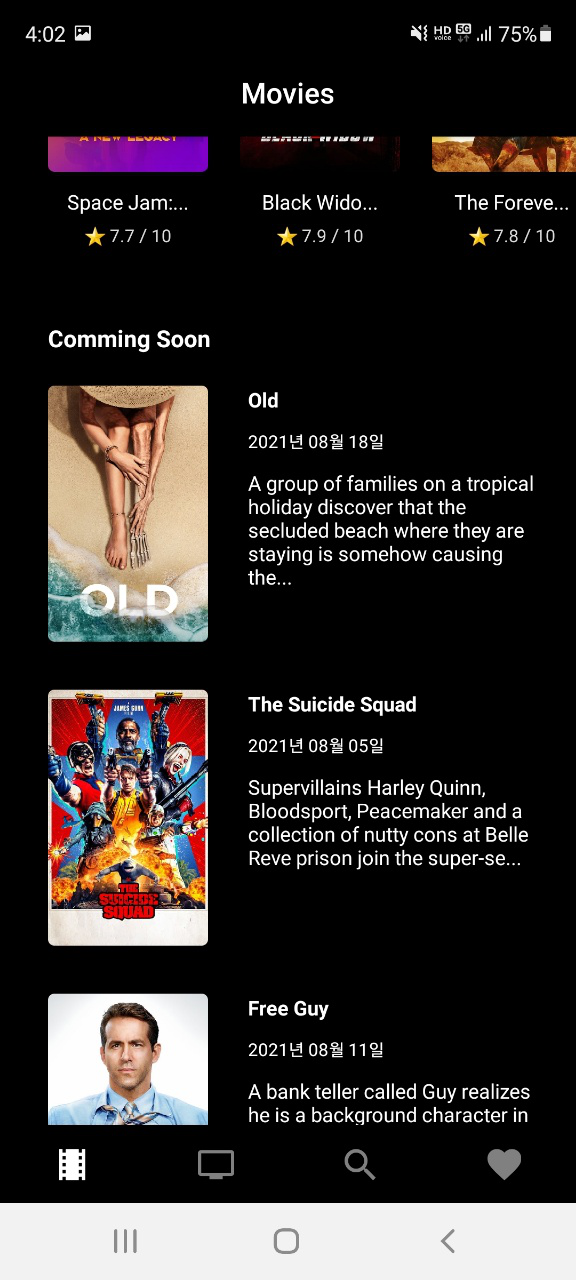 4:02
HD voice 5G 75%
Movies
A NEW LEGACY
BLACK WIDOW
Space Jam:...
Black Wido...
The Foreve...
7.7 / 10
7.9 / 10
7.8 / 10
Comming Soon
OLD
Old
2021년 08월 18일
A group of families on a tropical
holiday discover that the
secluded beach where they are
staying is somehow causing
the...
JAMES GUNN
THE
SUICIDE
SQUAD
The Suicide Squad
2021년 08월 05일
Supervillains Harley Quinn,
Bloodsport, Peacemaker and a
collection of nutty cons at Belle
Reve prison join the super-se...
Free Guy
2021년 08월 11일
A bank teller called Guy realizes
he is a background character in